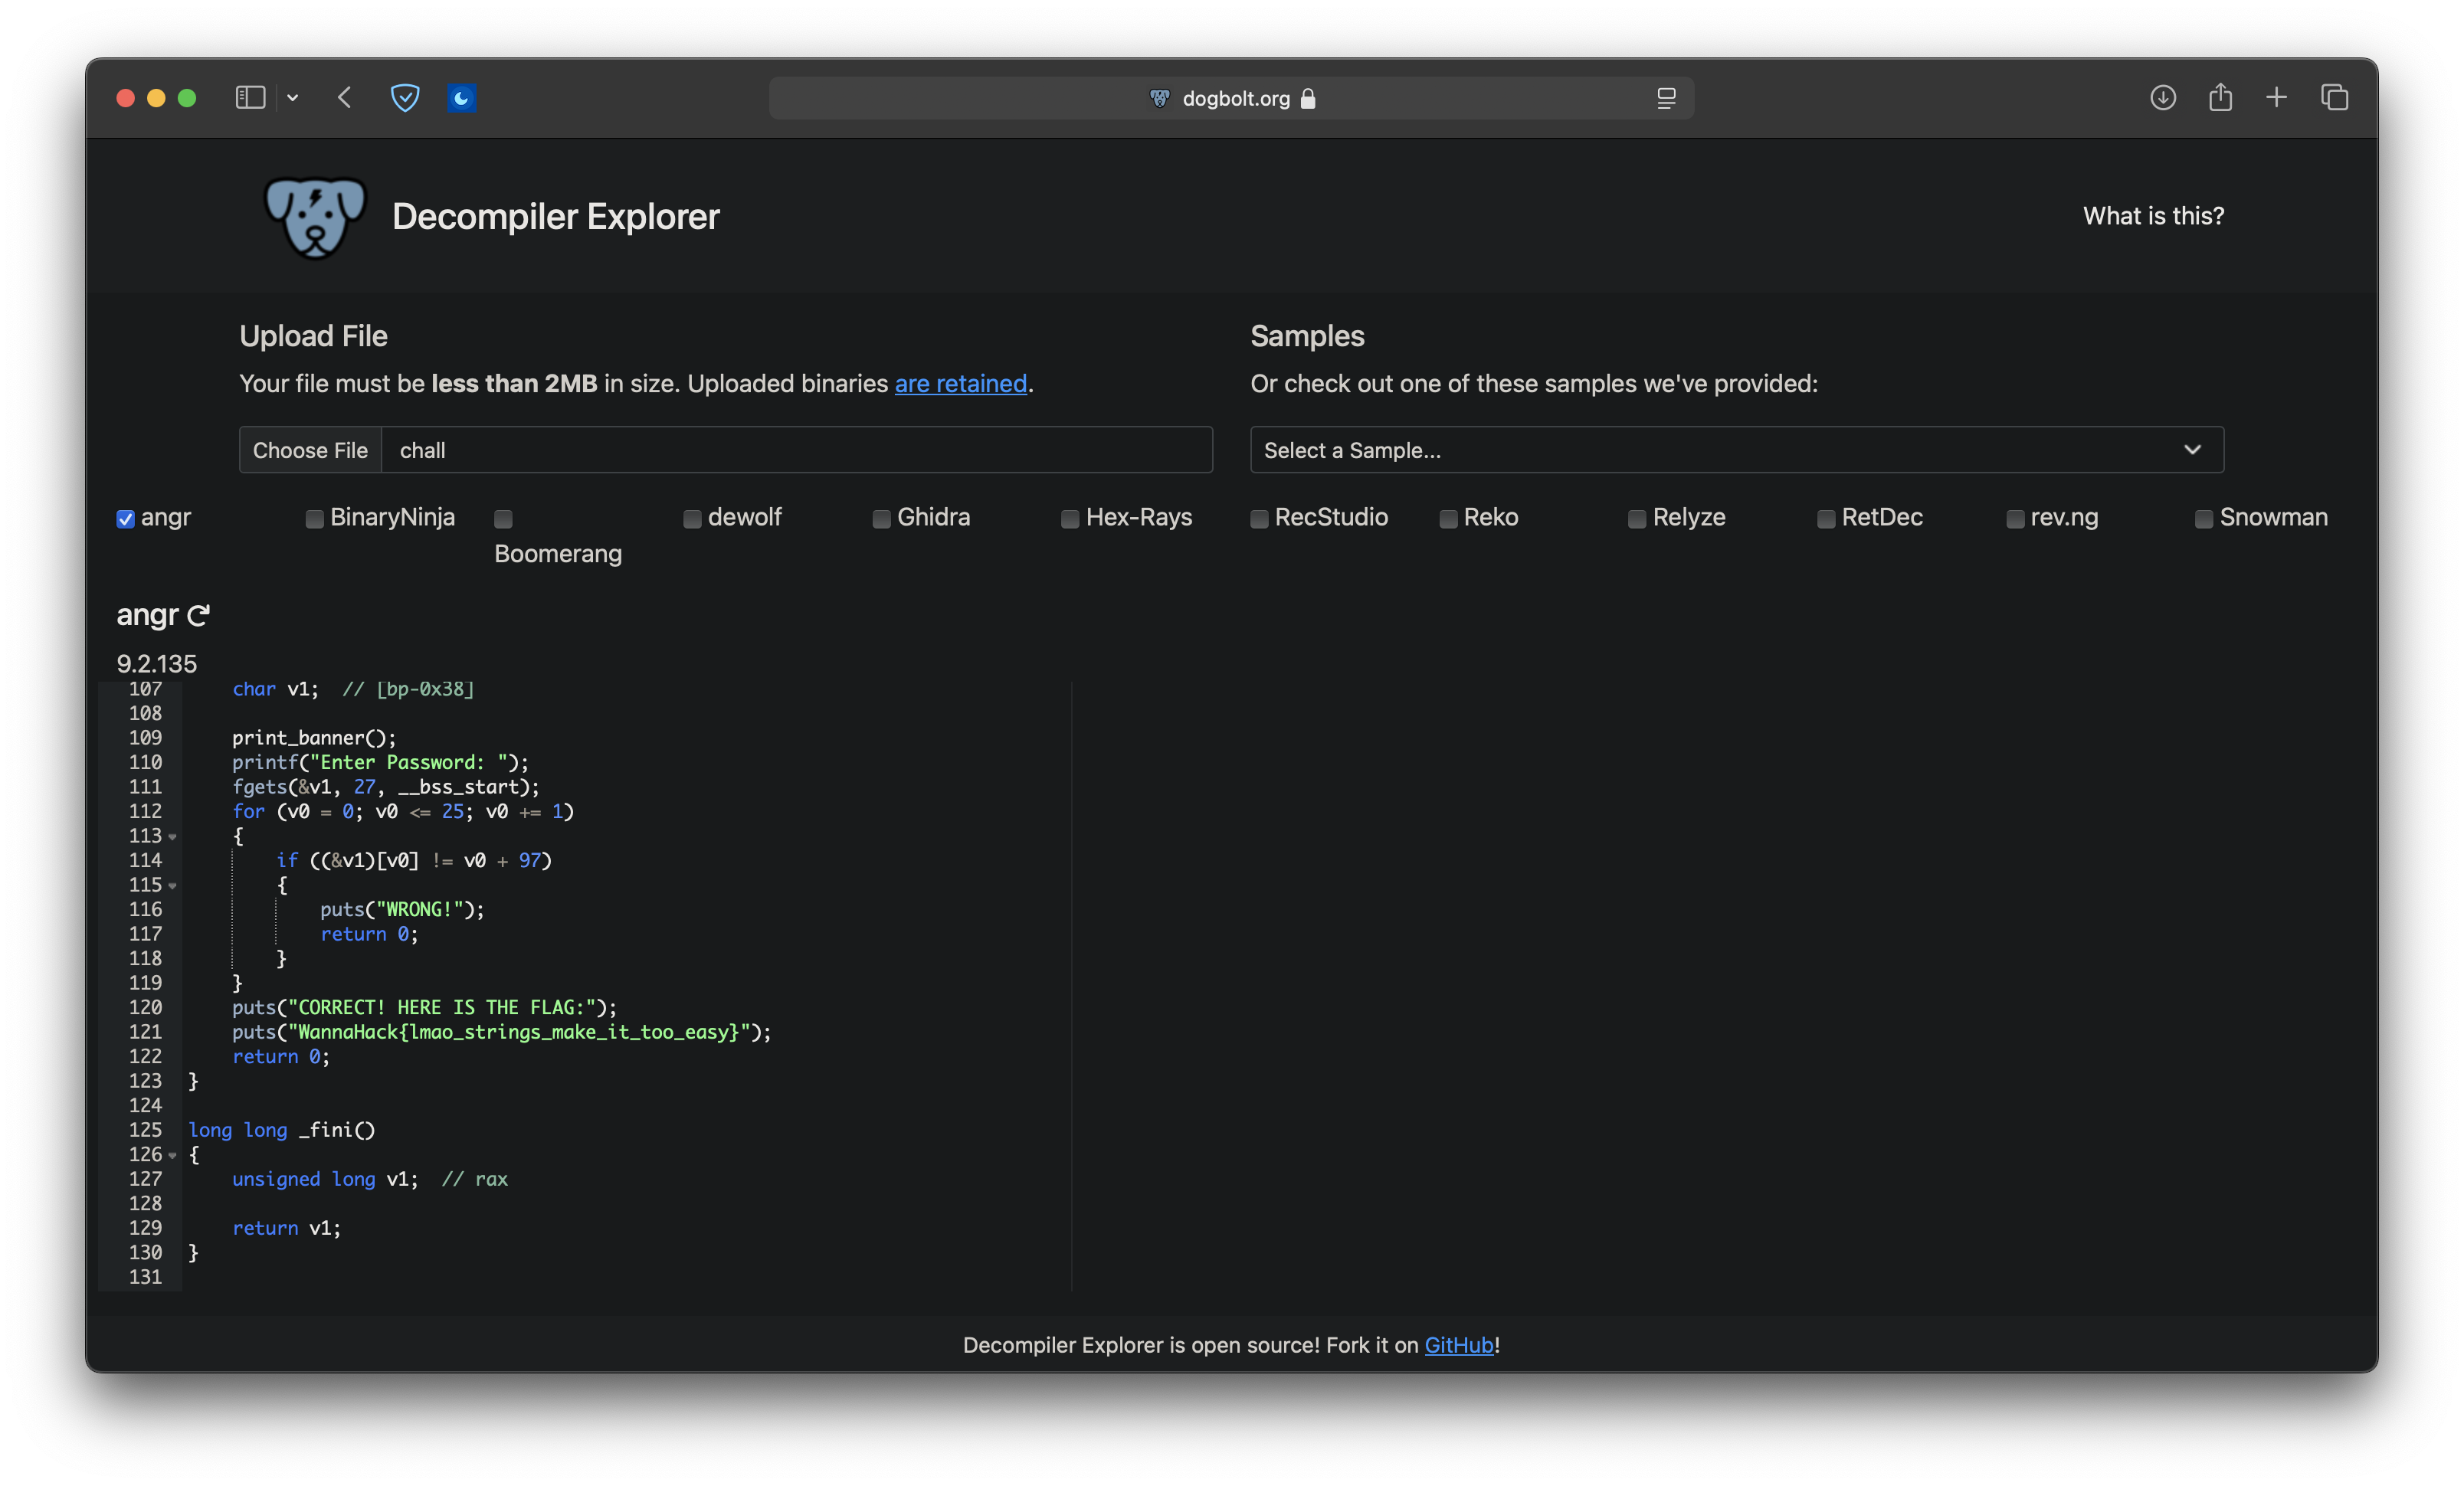 dogbolt.org
Decompiler Explorer
What is this?
Upload File
Your file must be less than 2MB in size. Uploaded binaries are retained.
Choose File chall
Samples
Or check out one of these samples we've provided:
Select a Sample...
angr BinaryNinja Boomerang dewolf Ghidra Hex-Rays RecStudio Reko Relyze RetDec rev.ng Snowman
angr
9.2.135
107     char v1;  // [bp-0x38]
108
109     print_banner();
110     printf("Enter Password: ");
111     fgets(&v1, 27, __bss_start);
112     for (v0 = 0; v0 <= 25; v0 += 1)
113     {
114         if ((&v1)[v0] != v0 + 97)
115         {
116             puts("WRONG!");
117             return 0;
118         }
119     }
120     puts("CORRECT! HERE IS THE FLAG:");
121     puts("WannaHack{lmao_strings_make_it_too_easy}");
122     return 0;
123 }
124
125 long long _fini()
126 {
127     unsigned long v1;  // rax
128
129     return v1;
130 }
131
Decompiler Explorer is open source! Fork it on GitHub!